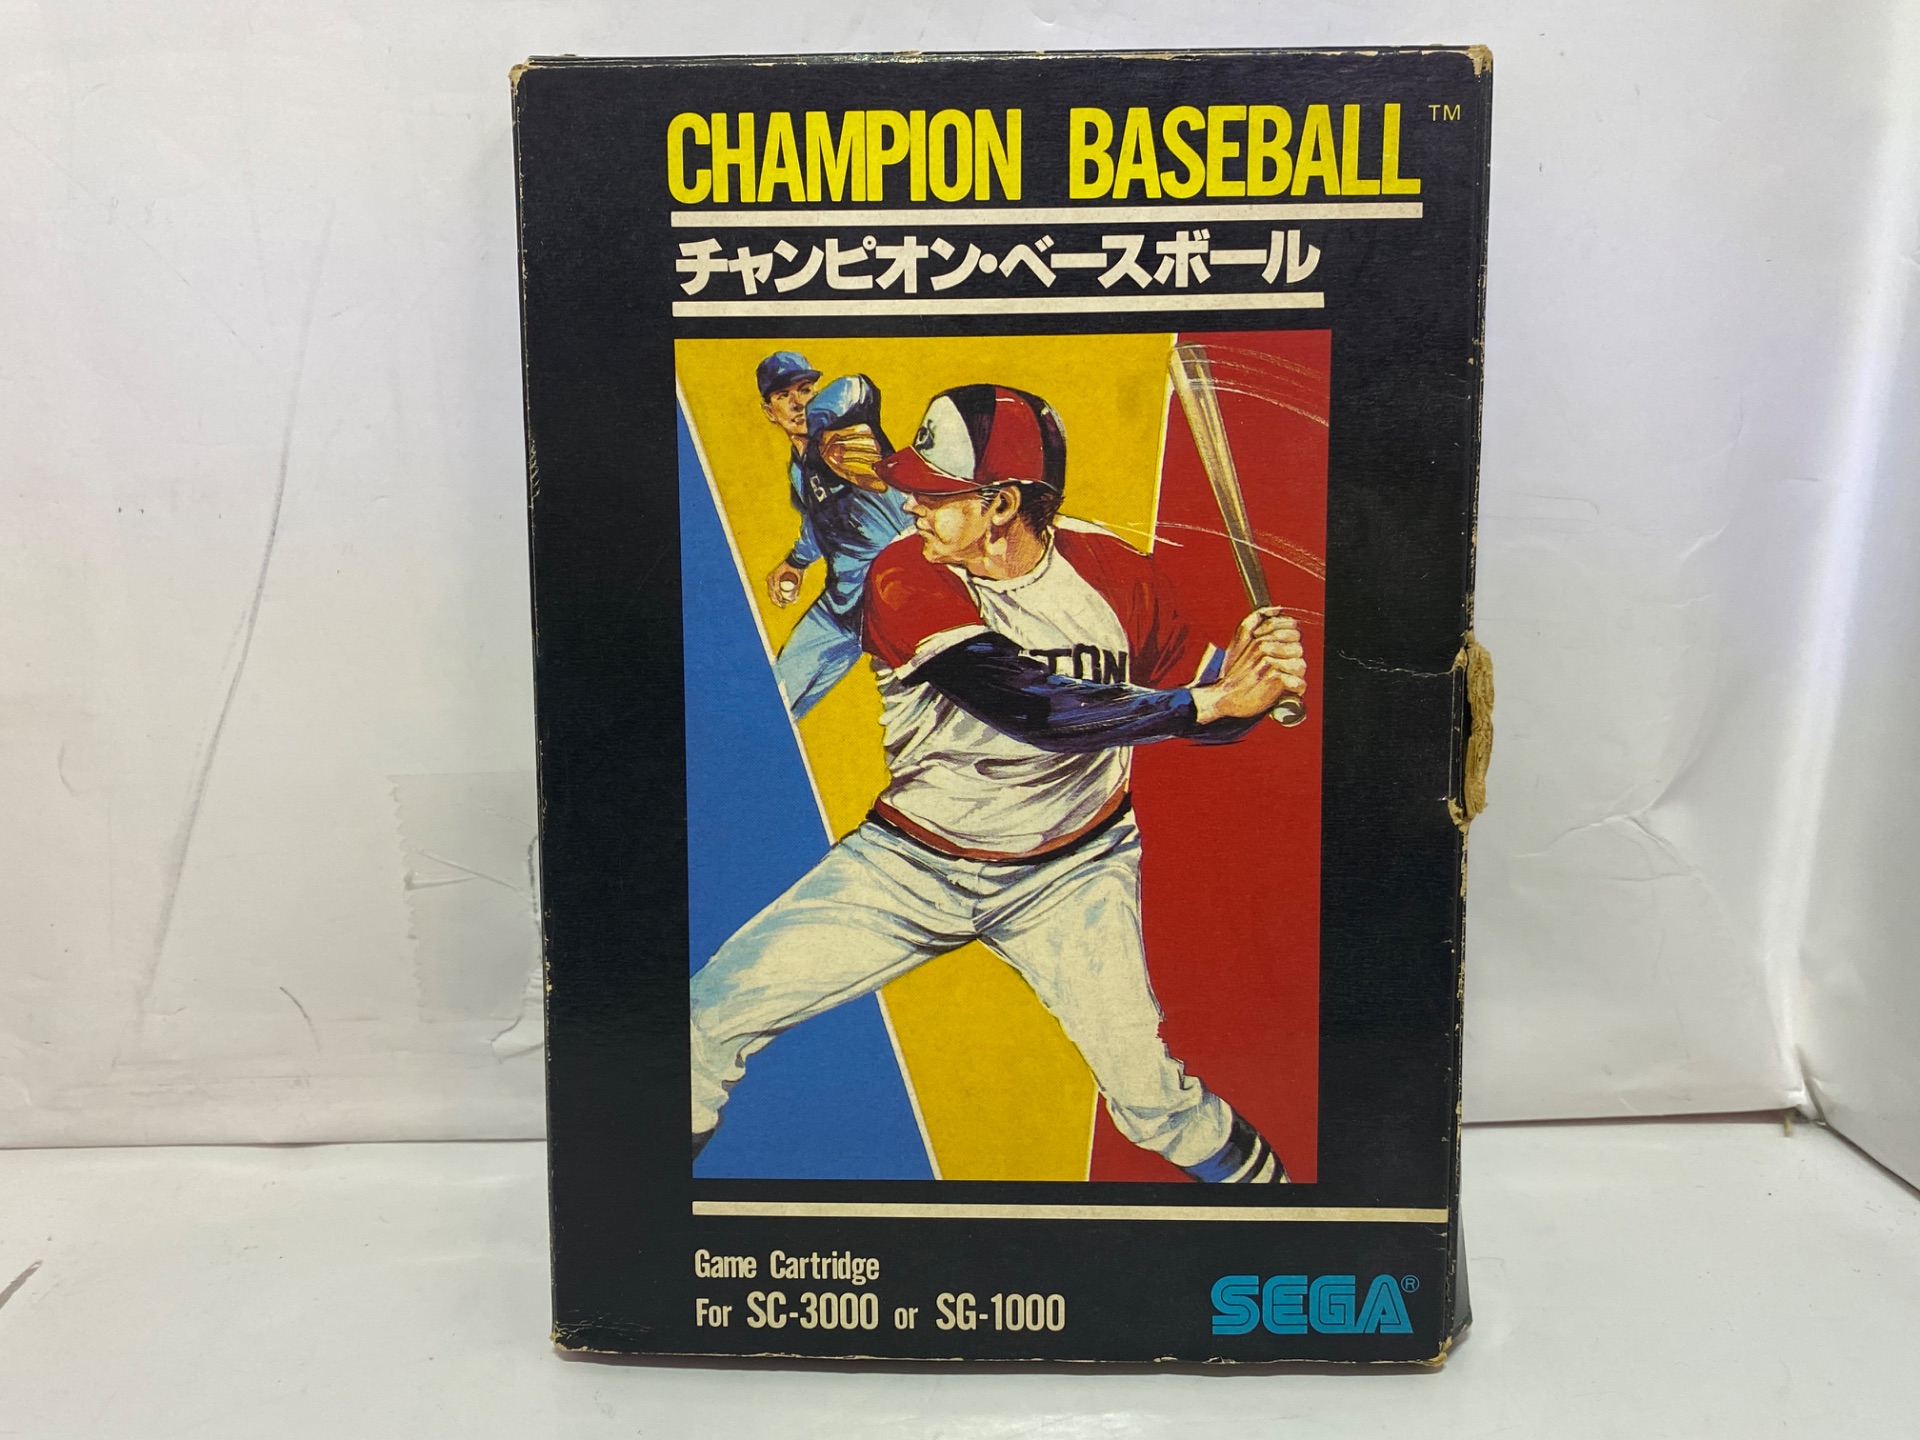 CHAMPION BASEBALL™
チャンピオン・ベースボール
TON
Game Cartridge
For SC-3000 or SG-1000
SEGA®